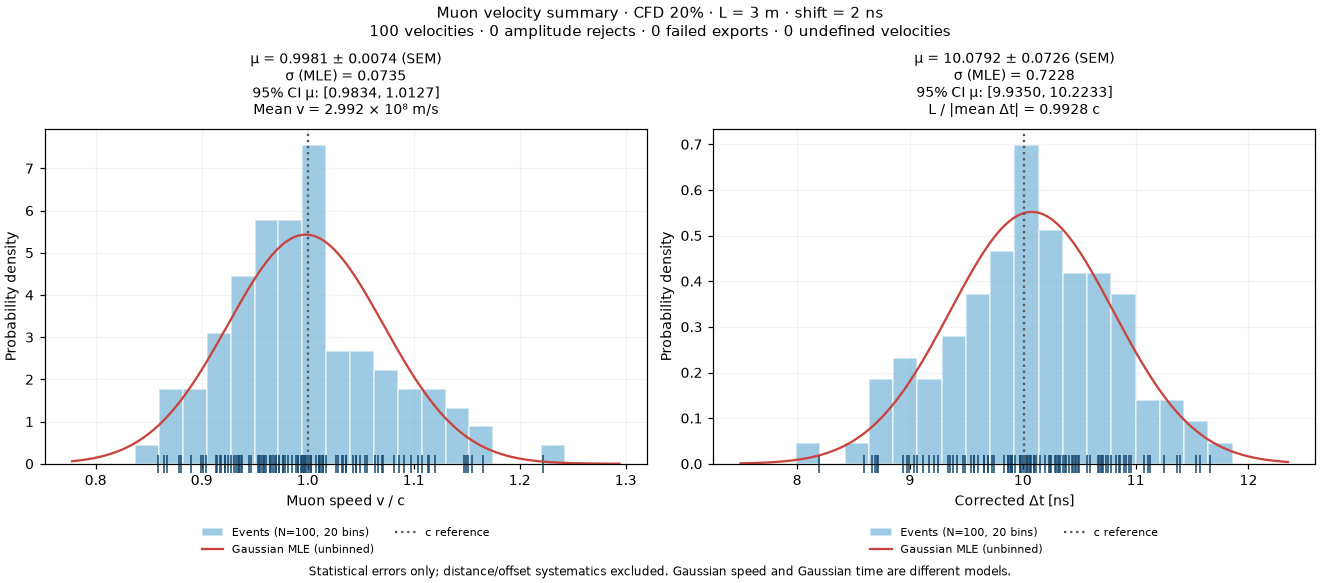 Muon velocity summary · CFD 20% · L = 3 m · shift = 2 ns
100 velocities · 0 amplitude rejects · 0 failed exports · 0 undefined velocities
μ = 0.9981 ± 0.0074 (SEM)
σ (MLE) = 0.0735
95% CI μ: [0.9834, 1.0127]
Mean v = 2.992 × 10⁸ m/s
Probability density
7
6
5
4
3
2
1
0
0.8
0.9
1.0
1.1
1.2
1.3
Muon speed v / c
Events (N=100, 20 bins)
Gaussian MLE (unbinned)
c reference
μ = 10.0792 ± 0.0726 (SEM)
σ (MLE) = 0.7228
95% CI μ: [9.9350, 10.2233]
L / |mean Δt| = 0.9928 c
Probability density
0.7
0.6
0.5
0.4
0.3
0.2
0.1
0.0
8
9
10
11
12
Corrected Δt [ns]
Events (N=100, 20 bins)
Gaussian MLE (unbinned)
c reference
Statistical errors only; distance/offset systematics excluded. Gaussian speed and Gaussian time are different models.